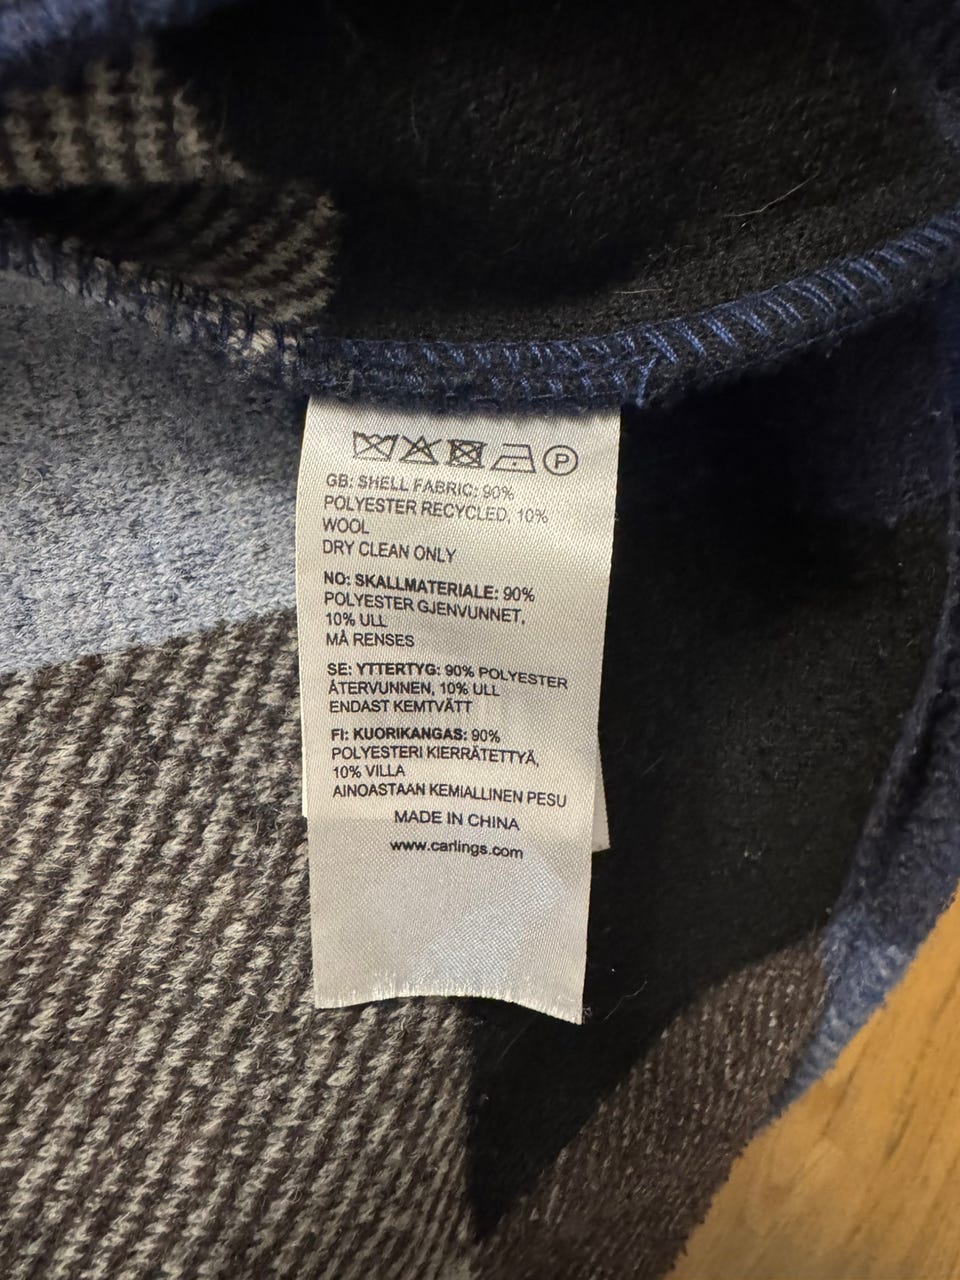 P
GB: SHELL FABRIC: 90%
POLYESTER RECYCLED, 10%
WOOL
DRY CLEAN ONLY
NO: SKALLMATERIALE: 90%
POLYESTER GJENVUNNET,
10% ULL
MÅ RENSES
SE: YTTERTYG: 90% POLYESTER
ÅTERVUNNEN, 10% ULL
ENDAST KEMTVÄTT
FI: KUORIKANGAS: 90%
POLYESTERI KIERRÄTETTYÄ,
10% VILLA
AINOASTAAN KEMIALLINEN PESU
MADE IN CHINA
www.carlings.com